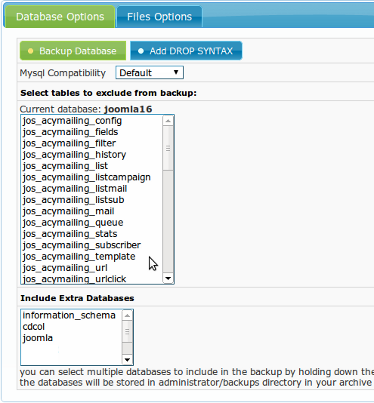 Database Options Files Options
Backup Database Add DROP SYNTAX
Mysql Compatibility Default
Select tables to exclude from backup:
Current database: joomla16
jos_acymailing_config
jos_acymailing_fields
jos_acymailing_filter
jos_acymailing_history
jos_acymailing_list
jos_acymailing_listcampaign
jos_acymailing_listmail
jos_acymailing_listsub
jos_acymailing_mail
jos_acymailing_queue
jos_acymailing_stats
jos_acymailing_subscriber
jos_acymailing_template
jos_acymailing_url
jos_acymailing_urlclick
Include Extra Databases
information_schema
cdcol
joomla
you can select multiple databases to include in the backup by holding down the
the databases will be stored in administrator/backups directory in your archive